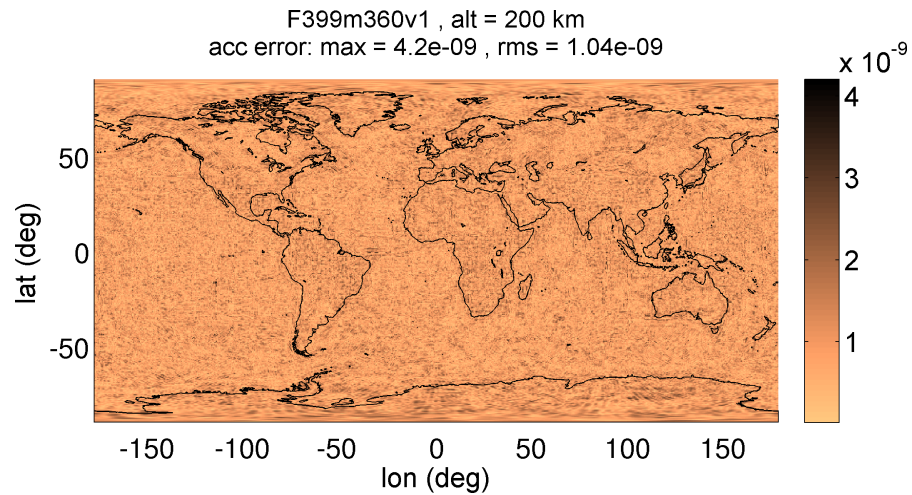 F399m360v1 , alt = 200 km
acc error: max = 4.2e-09 , rms = 1.04e-09
x 10-9
4
3
2
1
50
0
-50
lat (deg)
-150 -100 -50 0 50 100 150
lon (deg)